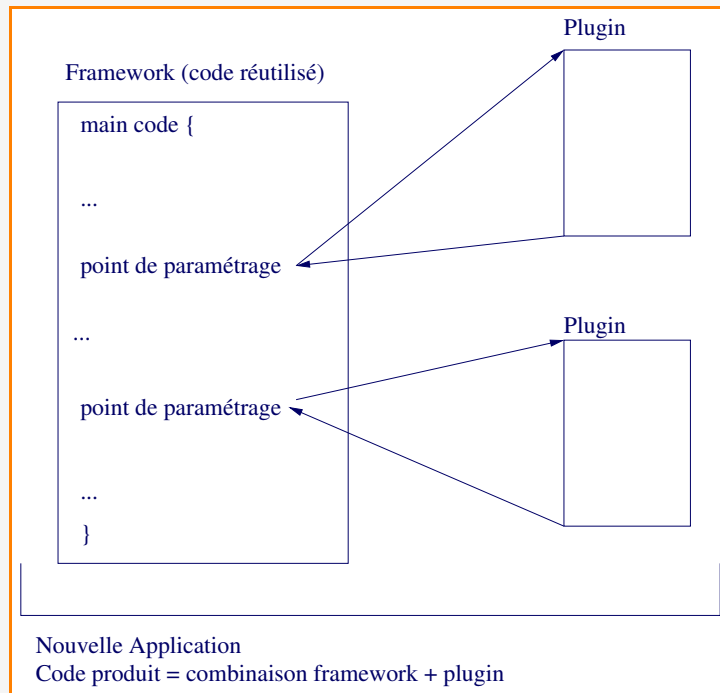 Plugin
Framework (code réutilisé)
main code {
...
point de paramétrage
Plugin
...
point de paramétrage
...
}
Nouvelle Application
Code produit = combinaison framework + plugin